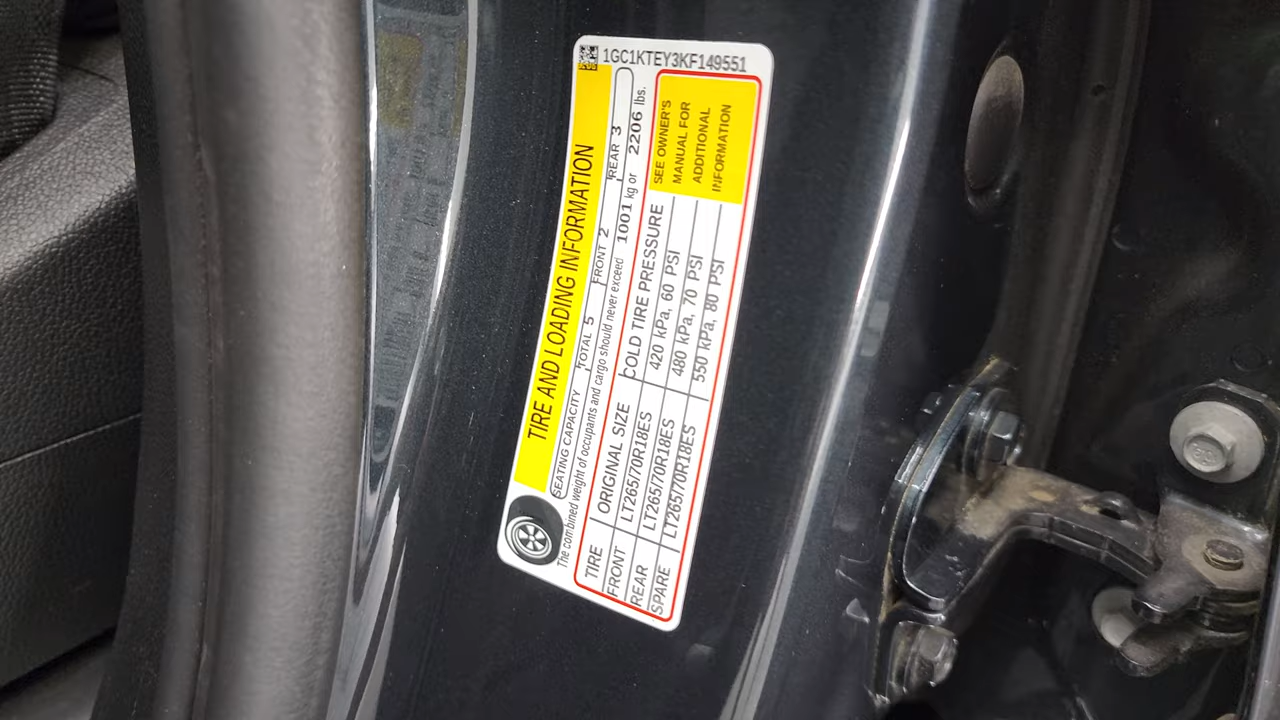 1GC1KTEY3KF149551
TIRE AND LOADING INFORMATION
SEATING CAPACITY TOTAL 5 FRONT 2 REAR 3
The combined weight of occupants and cargo should never exceed 1001 kg or 2206 lbs.
TIRE ORIGINAL SIZE COLD TIRE PRESSURE
FRONT LT265/70R18ES 420 kPa, 60 PSI
REAR LT265/70R18ES 480 kPa, 70 PSI
SPARE LT265/70R18ES 550 kPa, 80 PSI
SEE OWNER'S
MANUAL FOR
ADDITIONAL
INFORMATION